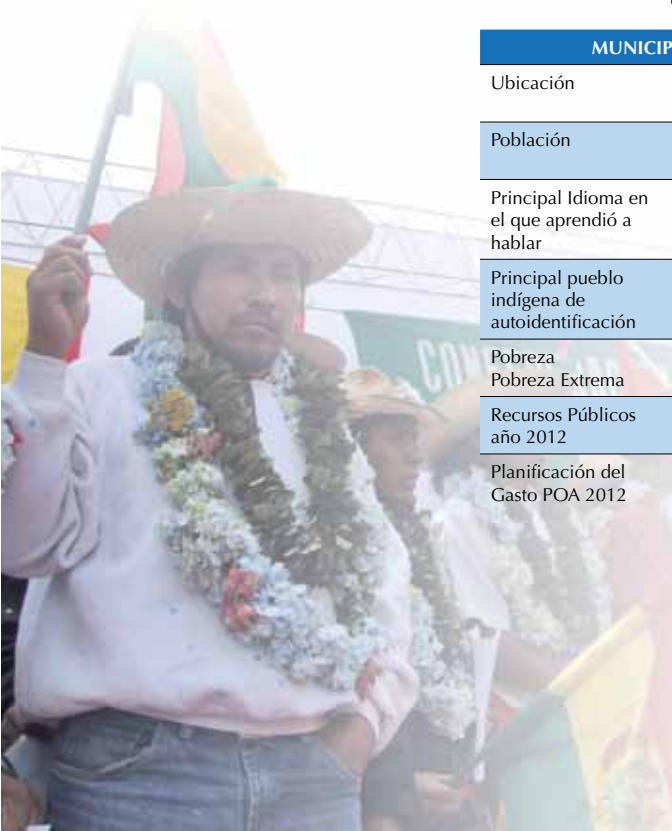 MUNICIP
Ubicación
Población
Principal Idioma en
el que aprendió a
hablar
Principal pueblo
indígena de
autoidentificación
Pobreza
Pobreza Extrema
Recursos Públicos
año 2012
Planificación del
Gasto POA 2012